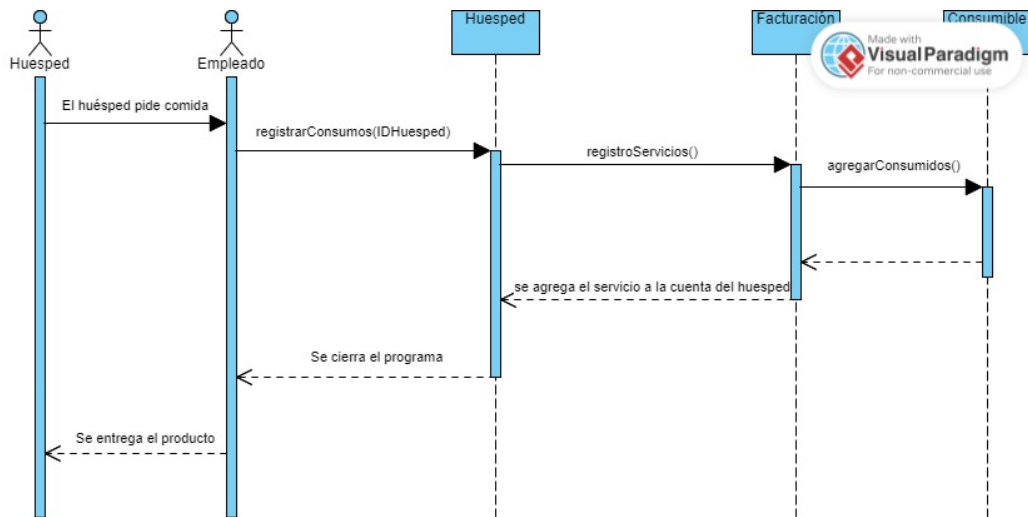 Huesped
Facturación
Consumible
Made with
Visual Paradigm
For non-commercial use
Huesped
Empleado
El huésped pide comida
registrarConsumos(IDHuesped)
registroServicios()
agregarConsumidos()
se agrega el servicio a la cuenta del huesped
Se cierra el programa
Se entrega el producto